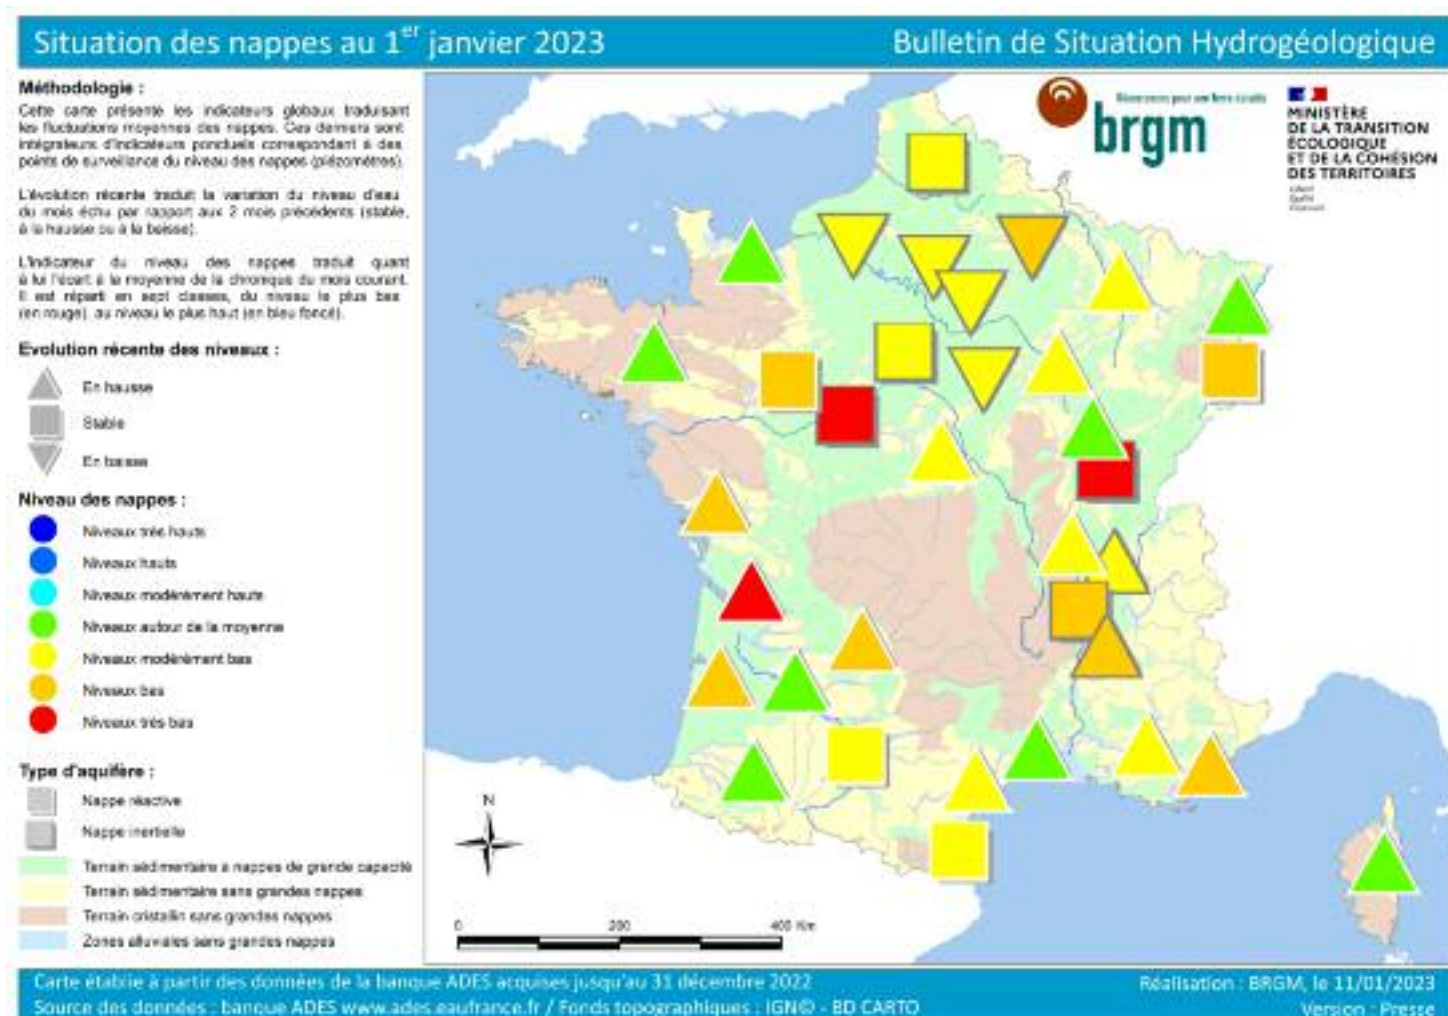 Situation des nappes au 1er janvier 2023
Bulletin de Situation Hydrogéologique
Méthodologie :
Cette carte présente les indicateurs globaux traduisant
les fluctuations moyennes des nappes. Ces derniers sont
intégrateurs d'indicateurs ponctuels correspondant à des
points de surveillance du niveau des nappes (piézomètres).
L'évolution récente traduit la variation du niveau d'eau
du mois échu par rapport aux 2 mois précédents (stable,
à la hausse ou à la baisse).
L'indicateur du niveau des nappes traduit quant
à lui l'écart à la moyenne de la chronique du mois courant.
Il est réparti en sept classes, du niveau le plus bas
(en rouge), au niveau le plus haut (en bleu foncé).
Evolution récente des niveaux :
En hausse
Stable
En baisse
Niveau des nappes :
Niveaux très hauts
Niveaux hauts
Niveaux modérément hauts
Niveaux autour de la moyenne
Niveaux modérément bas
Niveaux bas
Niveaux très bas
Type d'aquifère :
Nappe réactive
Nappe inertielle
Terrain sédimentaire à nappes de grande capacité
Terrain sédimentaire sans grandes nappes
Terrain cristallin sans grandes nappes
Zones alluviales sans grandes nappes
Géosciences pour une Terre durable
brgm
MINISTÈRE
DE LA TRANSITION
ÉCOLOGIQUE
ET DE LA COHÉSION
DES TERRITOIRES
Liberté
Égalité
Fraternité
N
0 200 400 Km
Carte établie à partir des données de la banque ADES acquises jusqu'au 31 décembre 2022
Source des données : banque ADES www.ades.eaufrance.fr / Fonds topographiques : IGN© - BD CARTO
Réalisation : BRGM, le 11/01/2023
Version : Presse